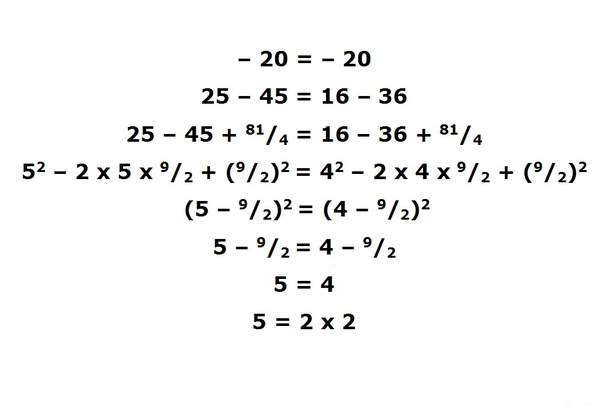 – 20 = – 20
25 – 45 = 16 – 36
25 – 45 + ⁸¹/₄ = 16 – 36 + ⁸¹/₄
5² – 2 x 5 x ⁹/₂ + (⁹/₂)² = 4² – 2 x 4 x ⁹/₂ + (⁹/₂)²
(5 – ⁹/₂)² = (4 – ⁹/₂)²
5 – ⁹/₂ = 4 – ⁹/₂
5 = 4
5 = 2 x 2